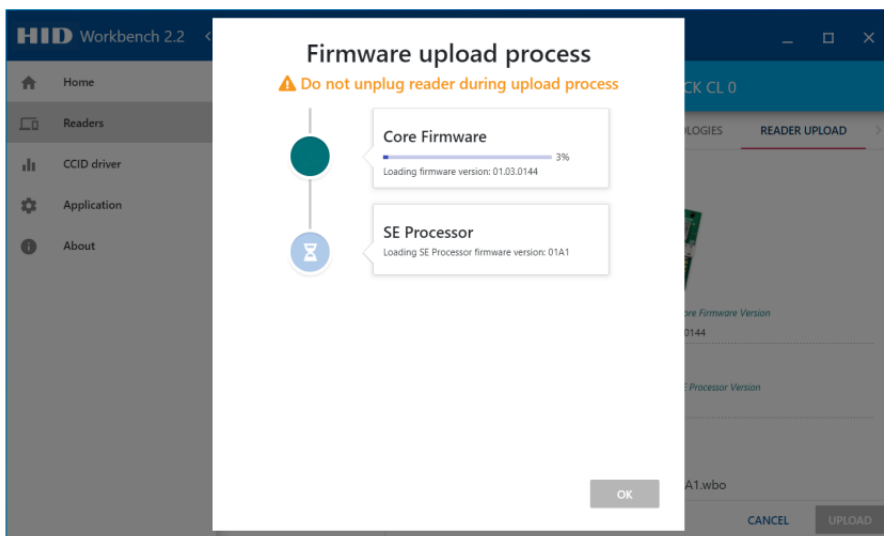 HID Workbench 2.2 <
CK CL 0
Home
Readers
CCID driver
Application
About
Firmware upload process
Do not unplug reader during upload process
Core Firmware
3%
Loading firmware version: 01.03.0144
SE Processor
Loading SE Processor firmware version: 01A1
OK
LOGIES READER UPLOAD >
ore Firmware Version
0144
E Processor Version
A1.wbo
CANCEL UPLOAD